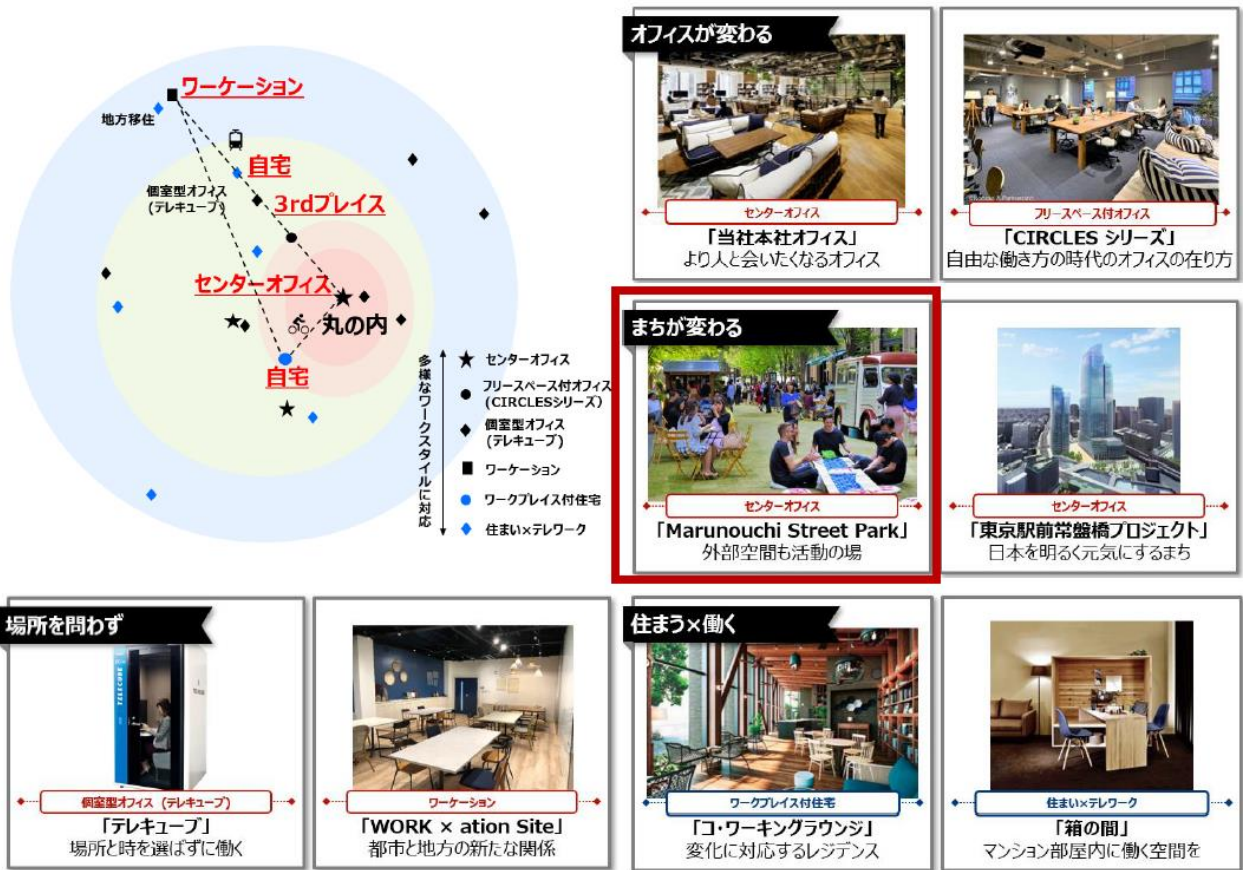 ワーケーション
地方移住
自宅
個室型オフィス
(テレキューブ)
3rdプレイス
センターオフィス
丸の内
自宅
多様なワークスタイルに対応
センターオフィス
フリースペース付オフィス
(CIRCLESシリーズ)
個室型オフィス
(テレキューブ)
ワーケーション
ワークプレイス付住宅
住まい×テレワーク
オフィスが変わる
センターオフィス
「当社本社オフィス」
より人と会いたくなるオフィス
フリースペース付オフィス
「CIRCLES シリーズ」
自由な働き方の時代のオフィスの在り方
まちが変わる
センターオフィス
「Marunouchi Street Park」
外部空間も活動の場
センターオフィス
「東京駅前常盤橋プロジェクト」
日本を明るく元気にするまち
場所を問わず
TELECUBE
個室型オフィス (テレキューブ)
「テレキューブ」
場所と時を選ばずに働く
ワーケーション
「WORK × ation Site」
都市と地方の新たな関係
住まう×働く
ワークプレイス付住宅
「コ・ワーキングラウンジ」
変化に対応するレジデンス
住まい×テレワーク
「箱の間」
マンション部屋内に働く空間を